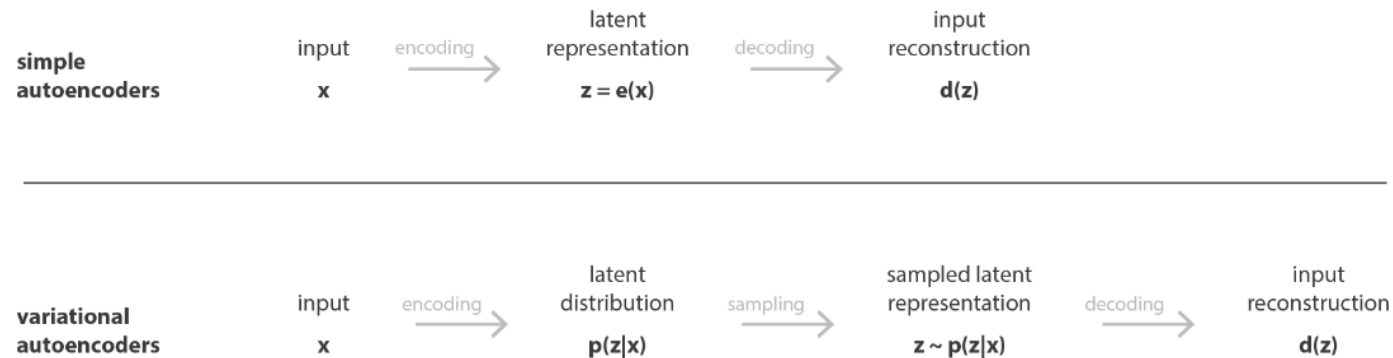 simple
autoencoders
input
x
encoding
latent
representation
z = e(x)
decoding
input
reconstruction
d(z)
variational
autoencoders
input
x
encoding
latent
distribution
p(z|x)
sampling
sampled latent
representation
z ~ p(z|x)
decoding
input
reconstruction
d(z)